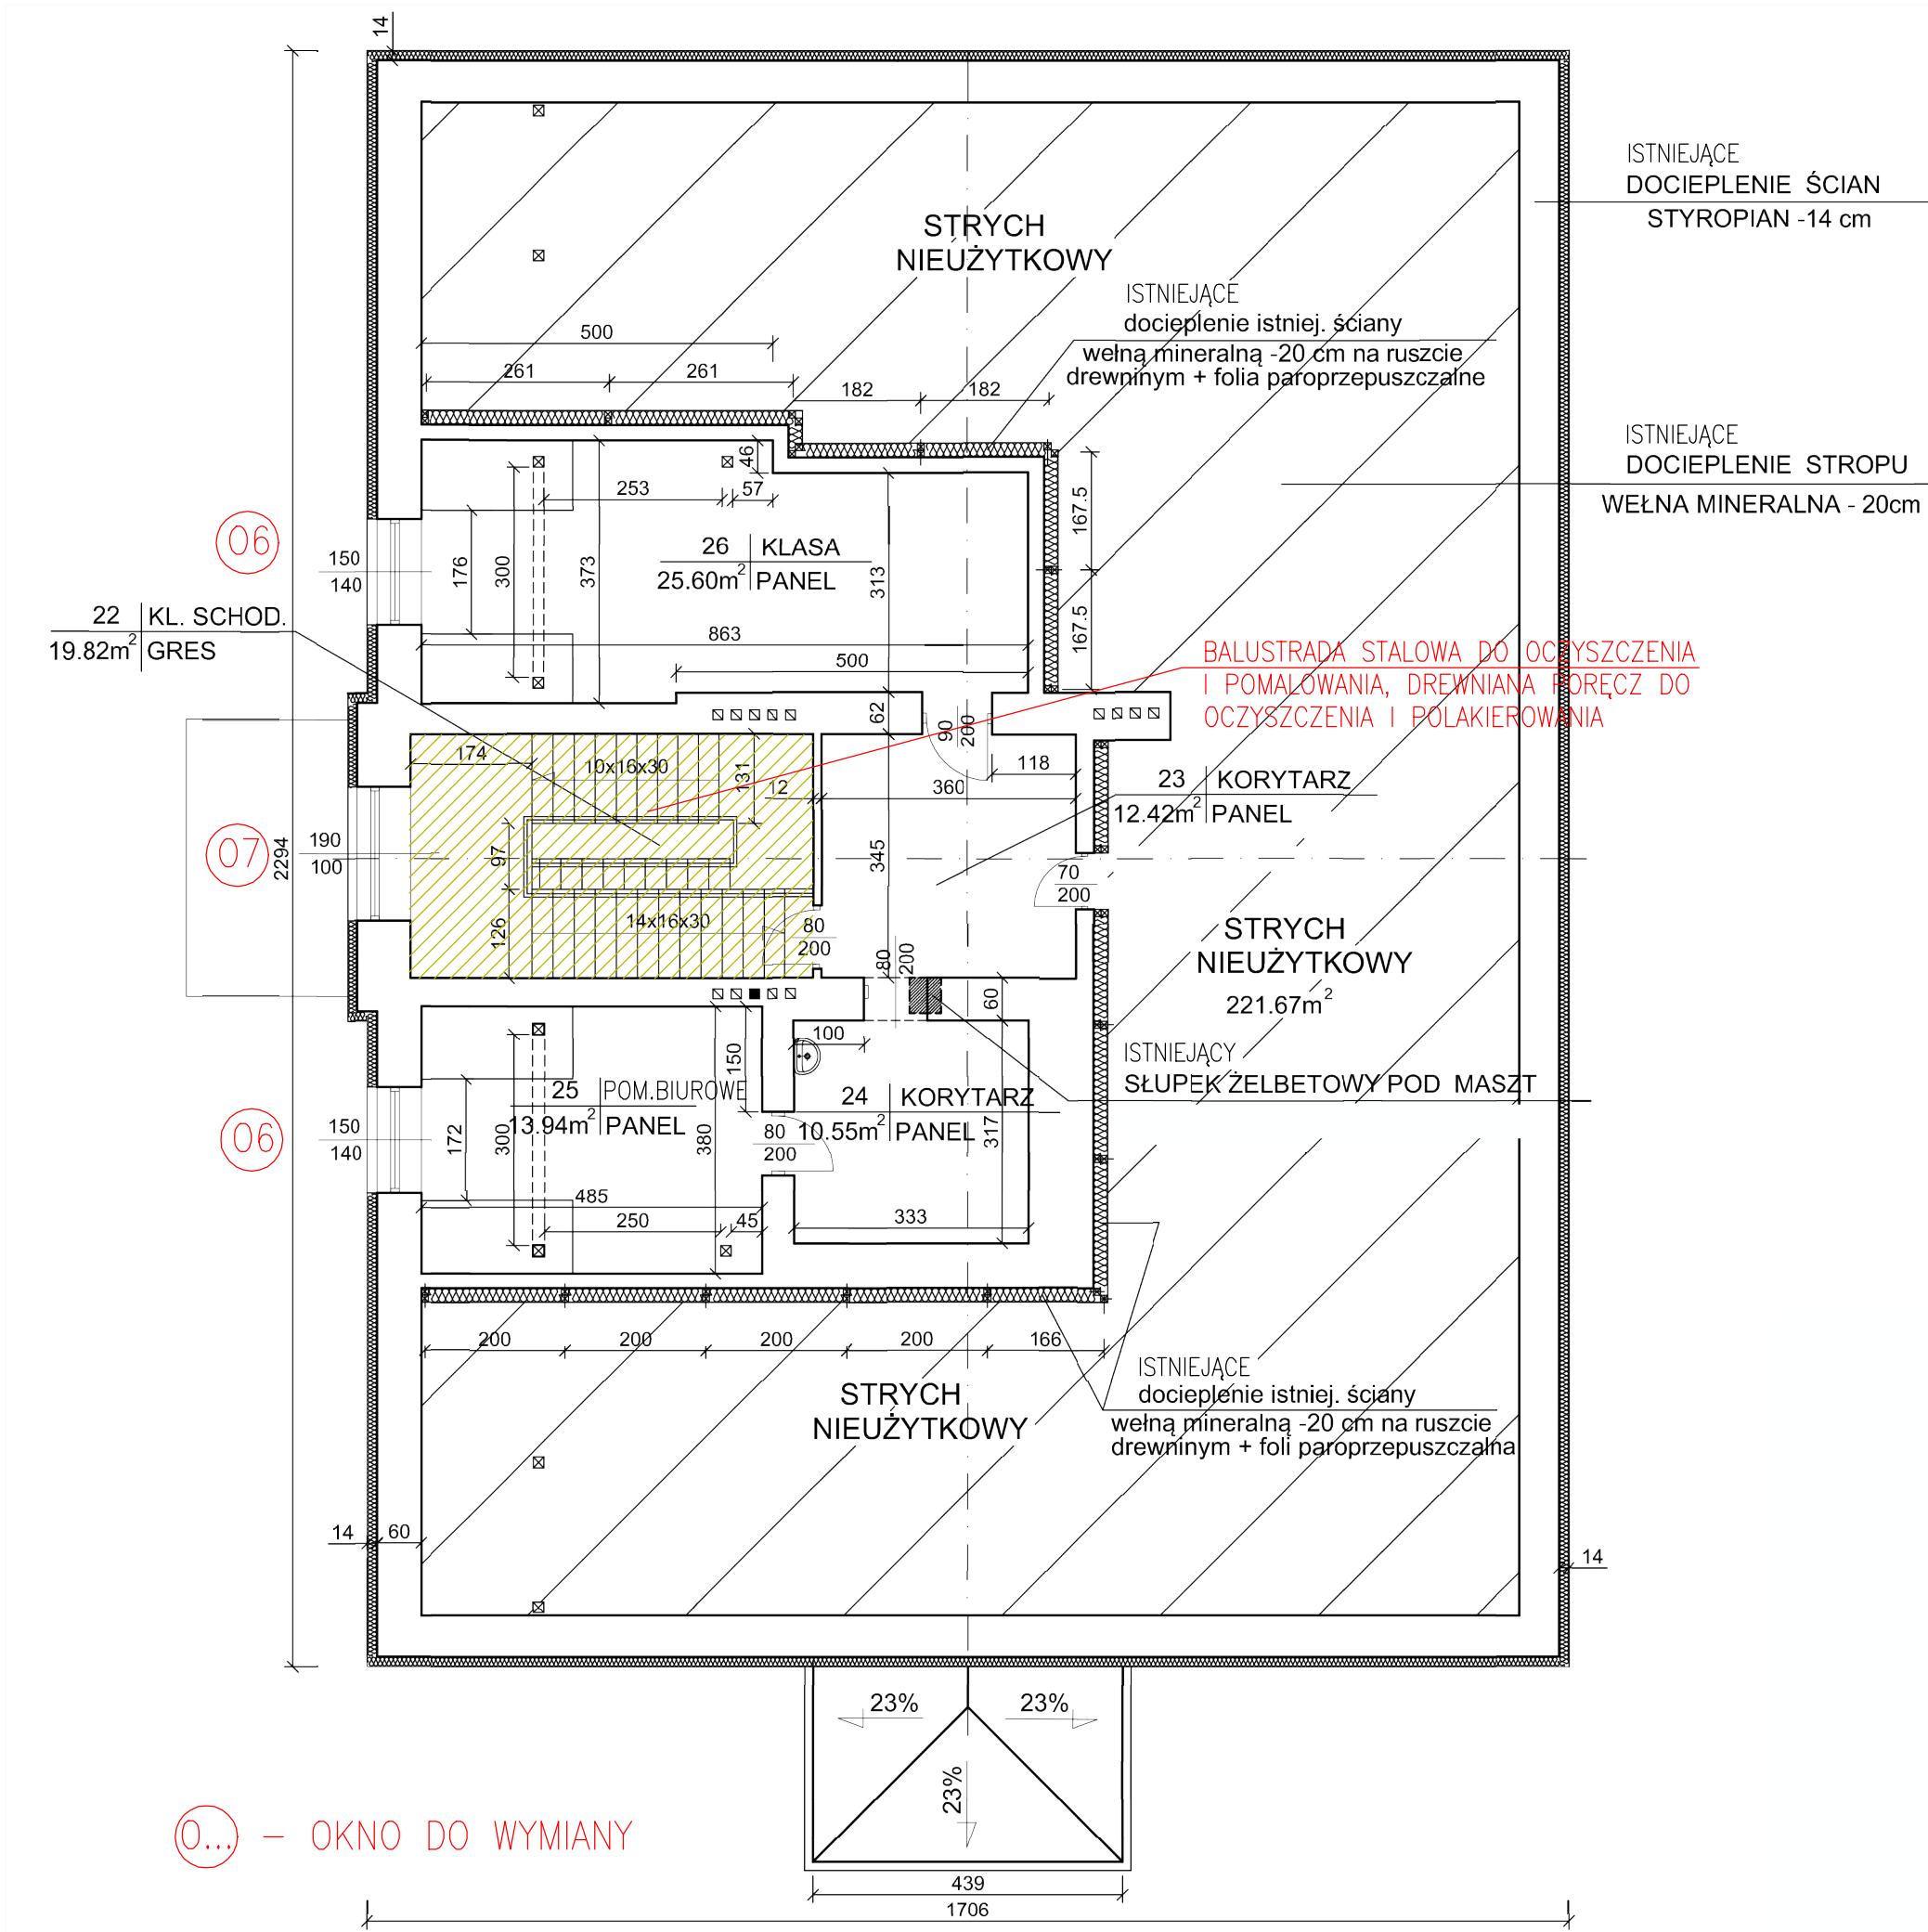 14
ISTNIEJĄCE
DOCIEPLENIE ŚCIAN
STYROPIAN -14 cm
STRYCH
NIEUŻYTKOWY
ISTNIEJĄCE
docieplenie istniej. ściany
wełną mineralną -20 cm na ruszcie
drewninym + folia paroprzepuszczalne
500
261
261
182
182
ISTNIEJĄCE
DOCIEPLENIE STROPU
WEŁNA MINERALNA - 20cm
46
253
57
167.5
O6
150
140
176
300
373
26 KLASA
25.60m² PANEL
313
167.5
22 KL. SCHOD.
19.82m² GRES
863
500
BALUSTRADA STALOWA DO OCZYSZCZENIA
I POMALOWANIA, DREWNIANA PORĘCZ DO
OCZYSZCZENIA I POLAKIEROWANIA
62
90
200
174
10x16x30
131
12
360
118
23 KORYTARZ
12.42m² PANEL
O7
190
100
2294
97
345
70
200
126
14x16x30
80
200
80
200
STRYCH
NIEUŻYTKOWY
221.67m²
60
100
150
ISTNIEJĄCY
SŁUPEK ŻELBETOWY POD MASZT
O6
150
140
172
300
25 POM.BIUROWE
13.94m² PANEL
380
80
200
24 KORYTARZ
10.55m² PANEL
317
485
250
45
333
200
200
200
200
166
STRYCH
NIEUŻYTKOWY
ISTNIEJĄCE
docieplenie istniej. ściany
wełną mineralną -20 cm na ruszcie
drewninym + foli paroprzepuszczalna
14
60
14
23%
23%
23%
O... - OKNO DO WYMIANY
439
1706